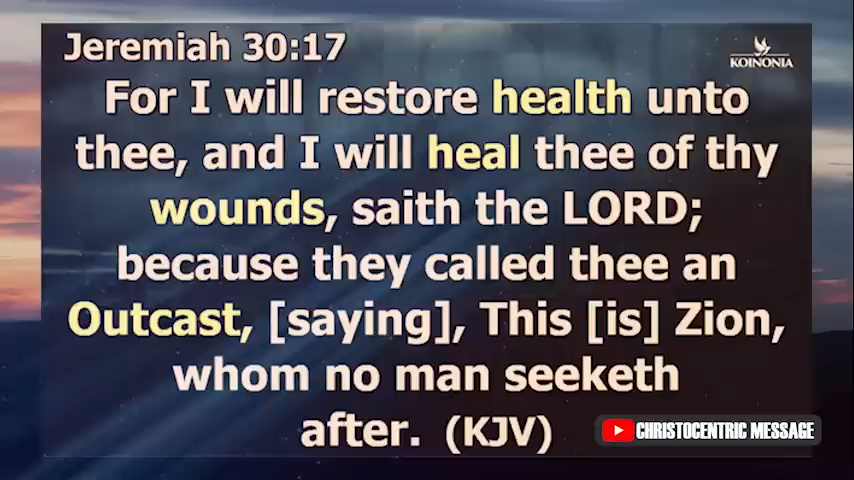 Jeremiah 30:17
KOINONIA
For I will restore health unto
thee, and I will heal thee of thy
wounds, saith the LORD;
because they called thee an
Outcast, [saying], This [is] Zion,
whom no man seeketh
after. (KJV)
CHRISTOCENTRIC MESSAGE